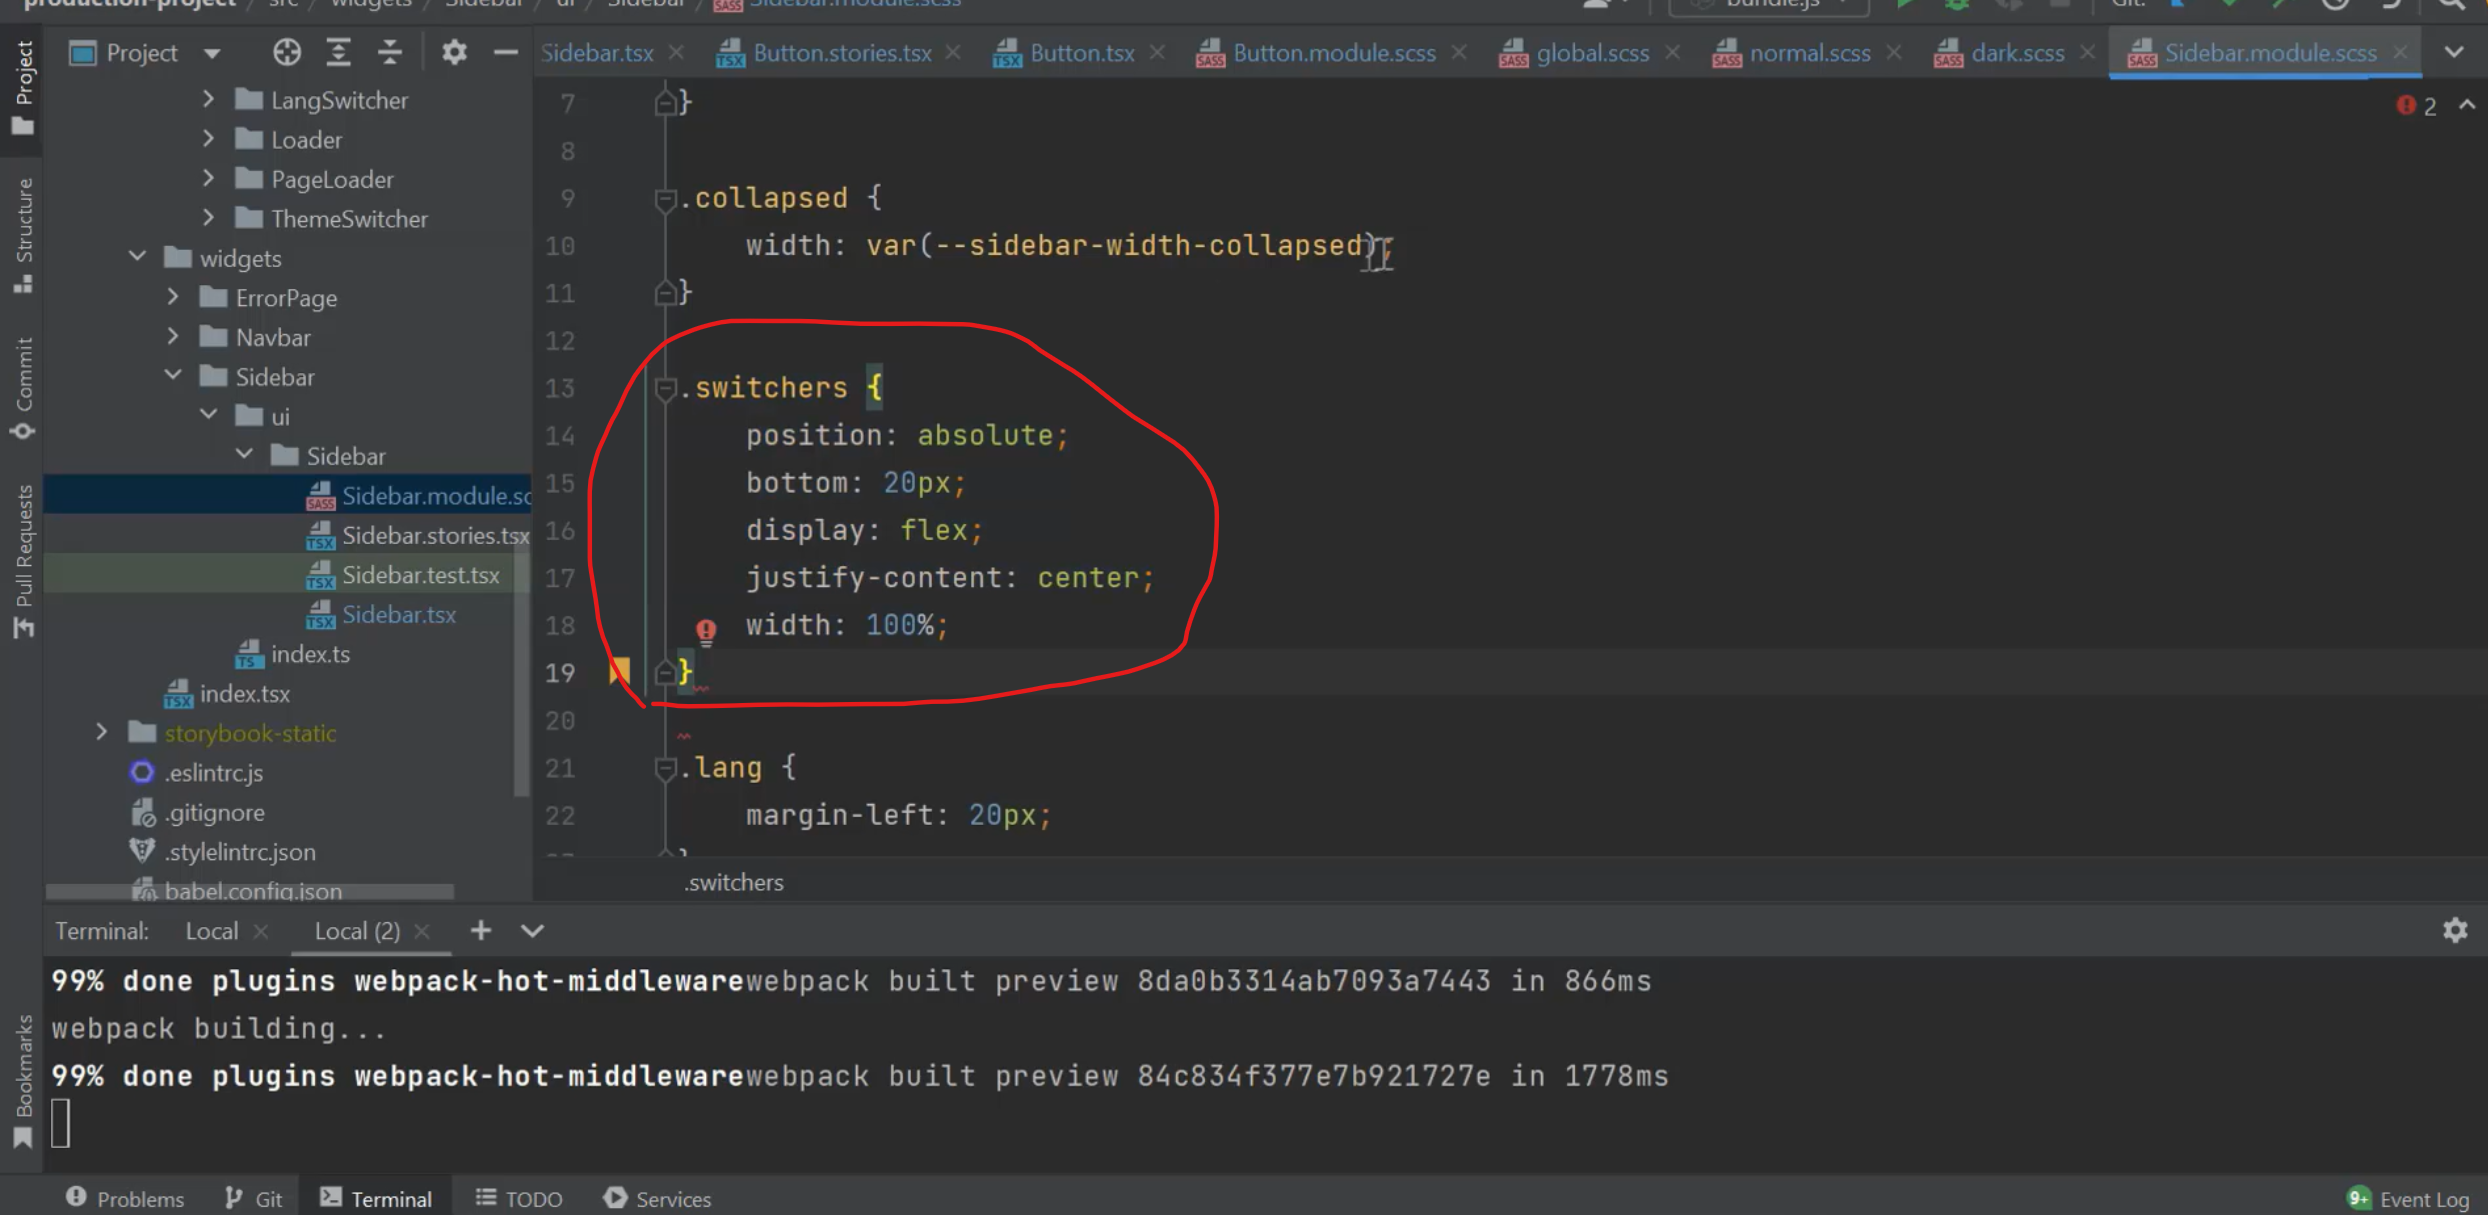 production-project / src / widgets / Sidebar / ui / Sidebar / Sidebar.module.scss
bundle.js
Git:
Project
Sidebar.tsx
Button.stories.tsx
Button.tsx
Button.module.scss
global.scss
normal.scss
dark.scss
Sidebar.module.scss
Project
Structure
Commit
Pull Requests
Bookmarks
LangSwitcher
Loader
PageLoader
ThemeSwitcher
widgets
ErrorPage
Navbar
Sidebar
ui
Sidebar
Sidebar.module.sc
Sidebar.stories.tsx
Sidebar.test.tsx
Sidebar.tsx
index.ts
index.tsx
storybook-static
.eslintrc.js
.gitignore
.stylelintrc.json
babel.config.json
2
7 }
8
9 .collapsed {
10 width: var(--sidebar-width-collapsed);
11 }
12
13 .switchers {
14 position: absolute;
15 bottom: 20px;
16 display: flex;
17 justify-content: center;
18 width: 100%;
19 }
20
21 .lang {
22 margin-left: 20px;
.switchers
Terminal: Local Local (2)
99% done plugins webpack-hot-middlewarewebpack built preview 8da0b3314ab7093a7443 in 866ms
webpack building...
99% done plugins webpack-hot-middlewarewebpack built preview 84c834f377e7b921727e in 1778ms
Problems Git Terminal TODO Services
9+ Event Log